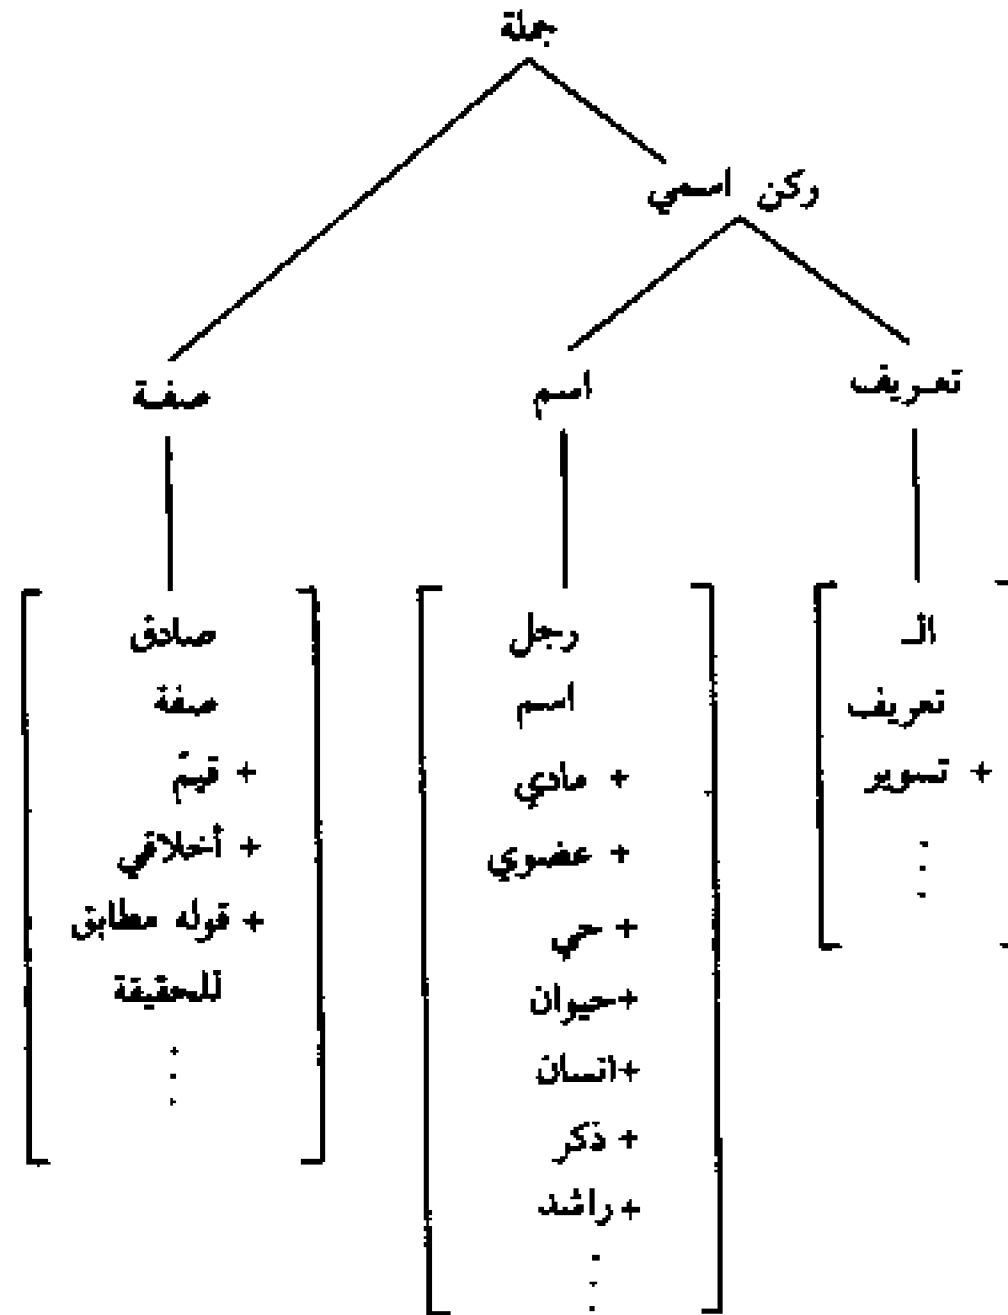 جملة
ركن اسمي
تعريف
اسم
صفة
الـ
تعريف
+ تسوير
.
.
.
رجل
اسم
+ مادي
+ عضوي
+ حي
+حيوان
+انسان
+ ذكر
+ راشد
.
.
.
صادق
صفة
+ قيم
+ أخلاقي
+ قوله مطابق
للحقيقة
.
.
.